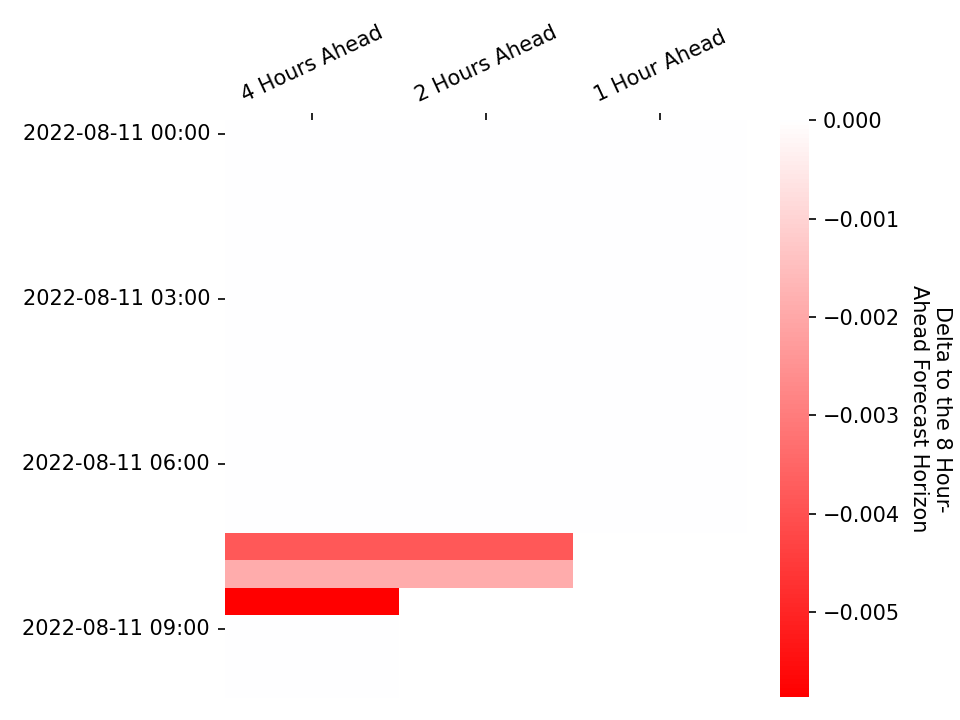 4 Hours Ahead
2 Hours Ahead
1 Hour Ahead
2022-08-11 00:00
2022-08-11 03:00
2022-08-11 06:00
2022-08-11 09:00
0.000
−0.001
−0.002
−0.003
−0.004
−0.005
Delta to the 8 Hour-
Ahead Forecast Horizon